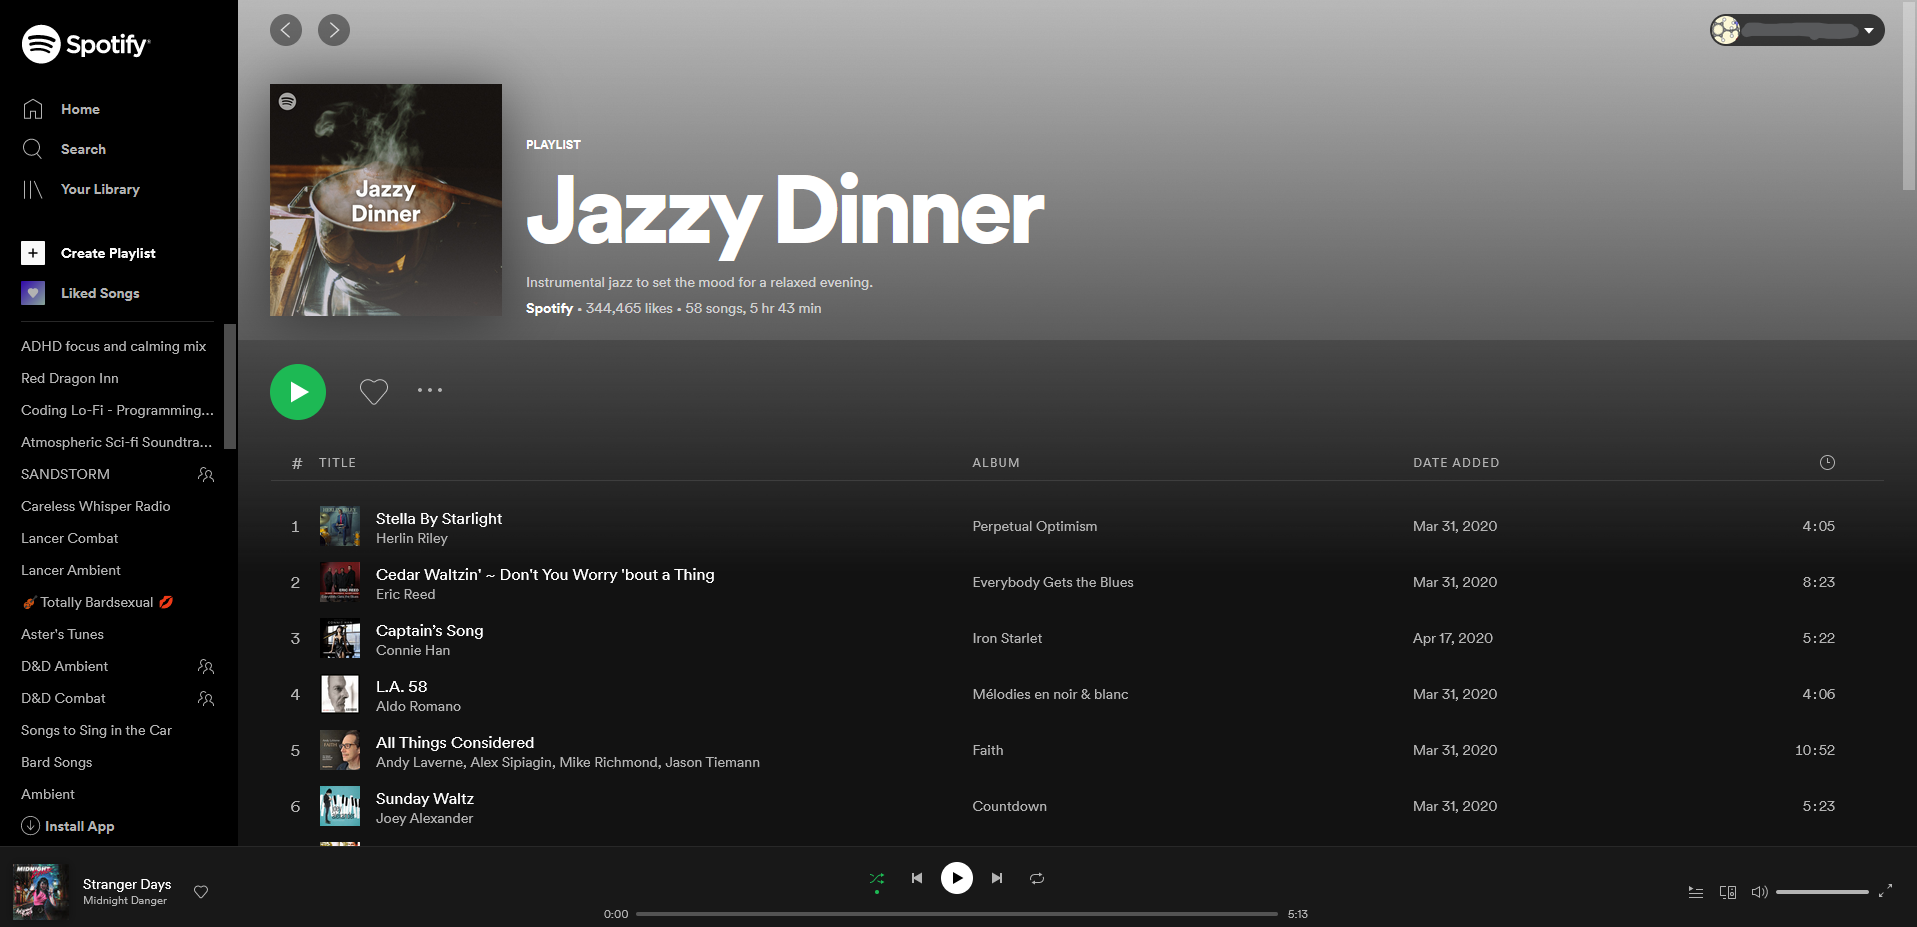 Spotify
Home
Search
Your Library
Create Playlist
Liked Songs
ADHD focus and calming mix
Red Dragon Inn
Coding Lo-Fi - Programming...
Atmospheric Sci-fi Soundtra...
SANDSTORM
Careless Whisper Radio
Lancer Combat
Lancer Ambient
🎻 Totally Bardsexual 💋
Aster's Tunes
D&D Ambient
D&D Combat
Songs to Sing in the Car
Bard Songs
Ambient
Install App
Jazzy
Dinner
PLAYLIST
Jazzy Dinner
Instrumental jazz to set the mood for a relaxed evening.
Spotify • 344,465 likes • 58 songs, 5 hr 43 min
# TITLE ALBUM DATE ADDED
1 Stella By Starlight Perpetual Optimism Mar 31, 2020 4:05
Herlin Riley
2 Cedar Waltzin' ~ Don't You Worry 'bout a Thing Everybody Gets the Blues Mar 31, 2020 8:23
Eric Reed
3 Captain’s Song Iron Starlet Apr 17, 2020 5:22
Connie Han
4 L.A. 58 Mélodies en noir & blanc Mar 31, 2020 4:06
Aldo Romano
5 All Things Considered Faith Mar 31, 2020 10:52
Andy Laverne, Alex Sipiagin, Mike Richmond, Jason Tiemann
6 Sunday Waltz Countdown Mar 31, 2020 5:23
Joey Alexander
MIDNIGHT
Stranger Days
Midnight Danger
0:00 5:13